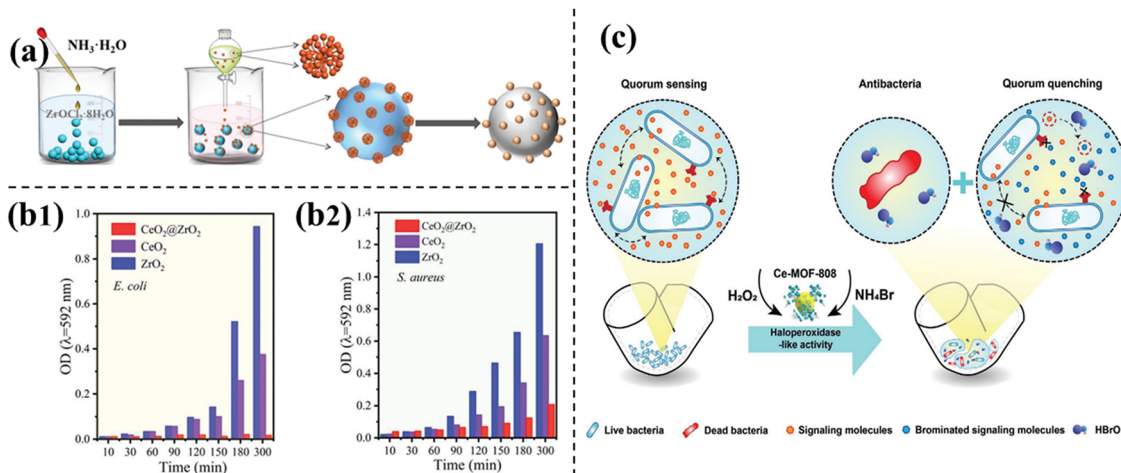 (a)
NH₃·H₂O
ZrOCl₂·8H₂O
(b1)
1.0
0.8
0.6
0.4
0.2
0.0
OD (λ=592 nm)
CeO₂@ZrO₂
CeO₂
ZrO₂
E. coli
10 30 60 90 120 150 180 300
Time (min)
(b2)
1.4
1.2
1.0
0.8
0.6
0.4
0.2
0.0
OD (λ=592 nm)
CeO₂@ZrO₂
CeO₂
ZrO₂
S. aureus
10 30 60 90 120 150 180 300
Time (min)
(c)
Quorum sensing
Antibacteria
Quorum quenching
Ce-MOF-808
H₂O₂
NH₄Br
Haloperoxidase
-like activity
Live bacteria
Dead bacteria
Signaling molecules
Brominated signaling molecules
HBrO